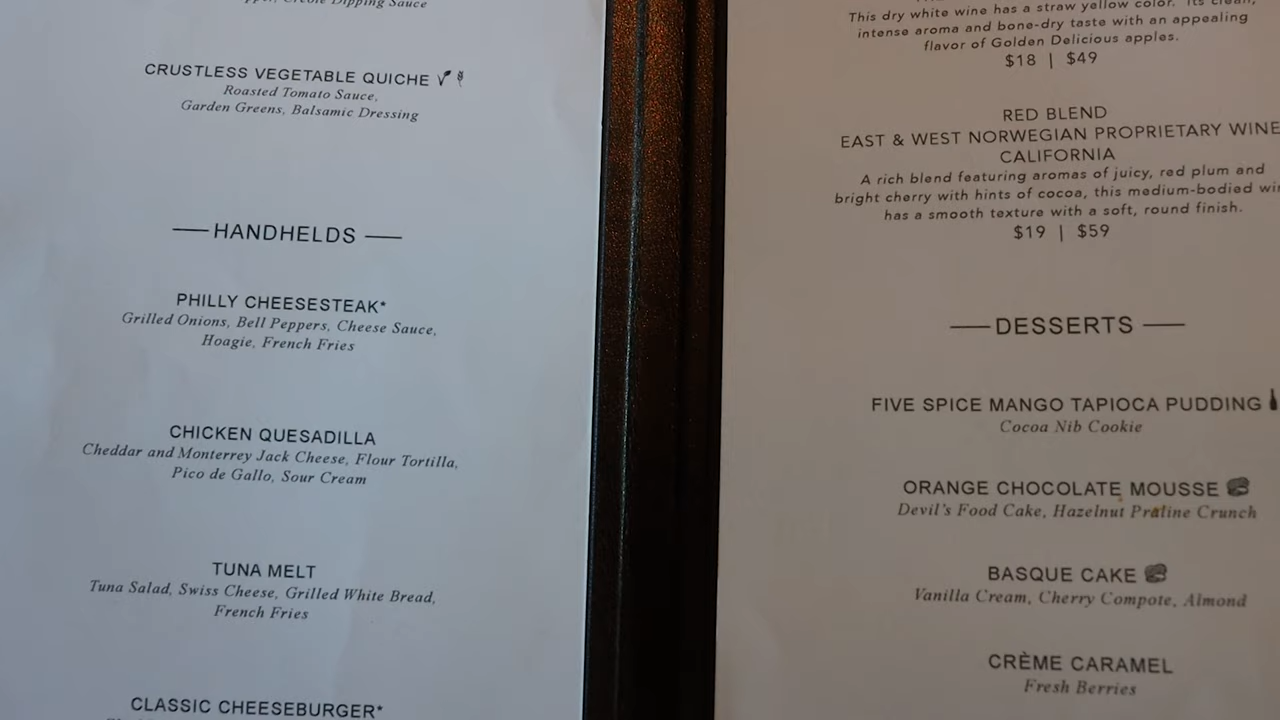 Creole Dipping Sauce
CRUSTLESS VEGETABLE QUICHE
Roasted Tomato Sauce,
Garden Greens, Balsamic Dressing
HANDHELDS
PHILLY CHEESESTEAK*
Grilled Onions, Bell Peppers, Cheese Sauce,
Hoagie, French Fries
CHICKEN QUESADILLA
Cheddar and Monterrey Jack Cheese, Flour Tortilla,
Pico de Gallo, Sour Cream
TUNA MELT
Tuna Salad, Swiss Cheese, Grilled White Bread,
French Fries
CLASSIC CHEESEBURGER*
This dry white wine has a straw yellow color. Its clean,
intense aroma and bone-dry taste with an appealing
flavor of Golden Delicious apples.
$18 | $49
RED BLEND
EAST & WEST NORWEGIAN PROPRIETARY WINE
CALIFORNIA
A rich blend featuring aromas of juicy, red plum and
bright cherry with hints of cocoa, this medium-bodied wi
has a smooth texture with a soft, round finish.
$19 | $59
DESSERTS
FIVE SPICE MANGO TAPIOCA PUDDING
Cocoa Nib Cookie
ORANGE CHOCOLATE MOUSSE
Devil's Food Cake, Hazelnut Praline Crunch
BASQUE CAKE
Vanilla Cream, Cherry Compote, Almond
CRÈME CARAMEL
Fresh Berries